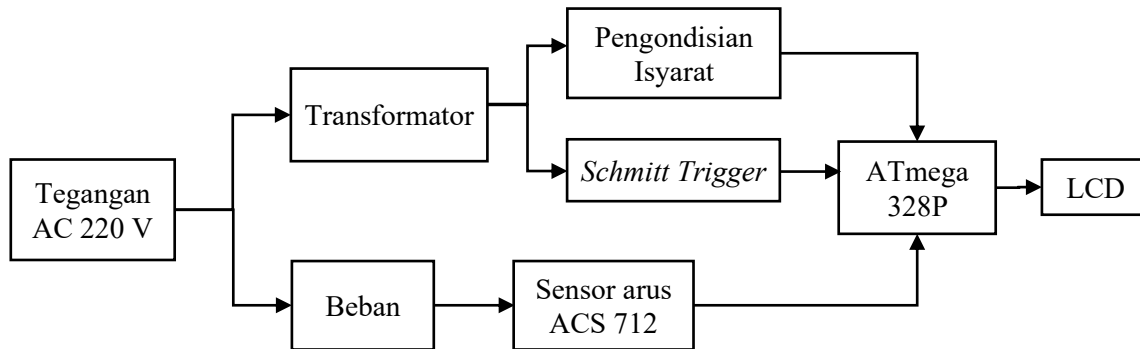 Tegangan
AC 220 V
Transformator
Pengondisian
Isyarat
Schmitt Trigger
Beban
Sensor arus
ACS 712
ATmega
328P
LCD